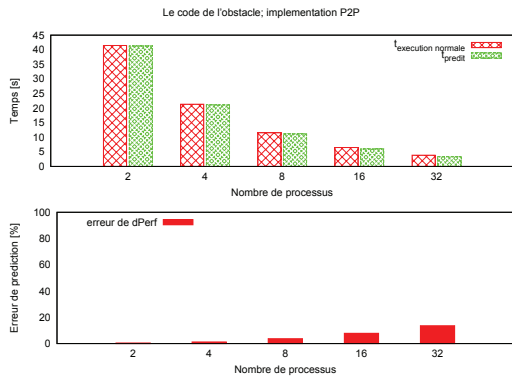 Le code de l'obstacle; implementation P2P
Temps [s]
45
40
35
30
25
20
15
10
5
0
t_execution normale
t_predit
2 4 8 16 32
Nombre de processus
Erreur de prediction [%]
100
80
60
40
20
0
erreur de dPerf
2 4 8 16 32
Nombre de processus